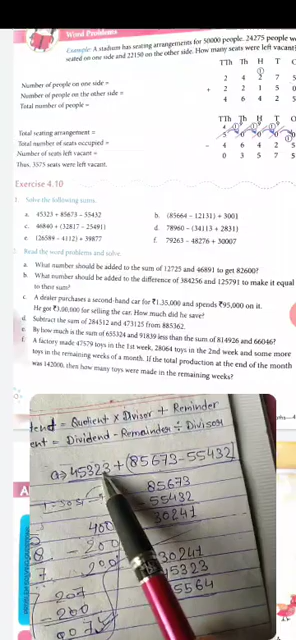 Word Problems
Example: A stadium has seating arrangements for 50000 people. 24275 people w
seated on one side and 22150 on the other side. How many seats were left vacant?
TTh Th H T O
Number of people on one side = 2 4 2 7 5
Number of people on the other side = + 2 2 1 5 0
Total number of people = 4 6 4 2 5
TTh Th H T O
Total seating arrangement =
Total number of seats occupied = - 4 6 4 2 5
Number of seats left vacant = 0 3 5 7 5
Thus, 3575 seats were left vacant.
Exercise 4.10
1. Solve the following sums.
a. 45323 + 85673 – 55432 b. (85664 – 12131) + 3001
c. 46840 + (32817 – 25491) d. 78960 – (34113 + 2831)
e. (26589 – 4112) + 39877 f. 79263 – 48276 + 30007
2. Read the word problems and solve.
a. What number should be added to the sum of 12725 and 46891 to get 82600?
b. What number should be added to the difference of 384256 and 125791 to make it equal
to their sum?
c. A dealer purchases a second-hand car for ₹1,35,000 and spends ₹95,000 on it.
He got ₹3,00,000 for selling the car. How much did he save?
d. Subtract the sum of 284512 and 473125 from 885362.
e. By how much is the sum of 655324 and 91839 less than the sum of 814926 and 66046?
f. A factory made 47579 toys in the 1st week, 28064 toys in the 2nd week and some more
toys in the remaining weeks of a month. If the total production at the end of the month
was 142000, then how many toys were made in the remaining weeks?
dend = Quotient × Divisor + Reminder
ent = Dividend - Remainder ÷ Divisor
a→ 45323 + (85673-55432)
85673
- 55432
30241
400
- 200
200
30241
45323
5564
207
- 200
007